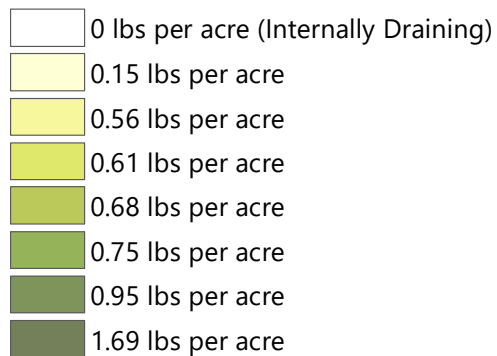 0 lbs per acre (Internally Draining)
0.15 lbs per acre
0.56 lbs per acre
0.61 lbs per acre
0.68 lbs per acre
0.75 lbs per acre
0.95 lbs per acre
1.69 lbs per acre